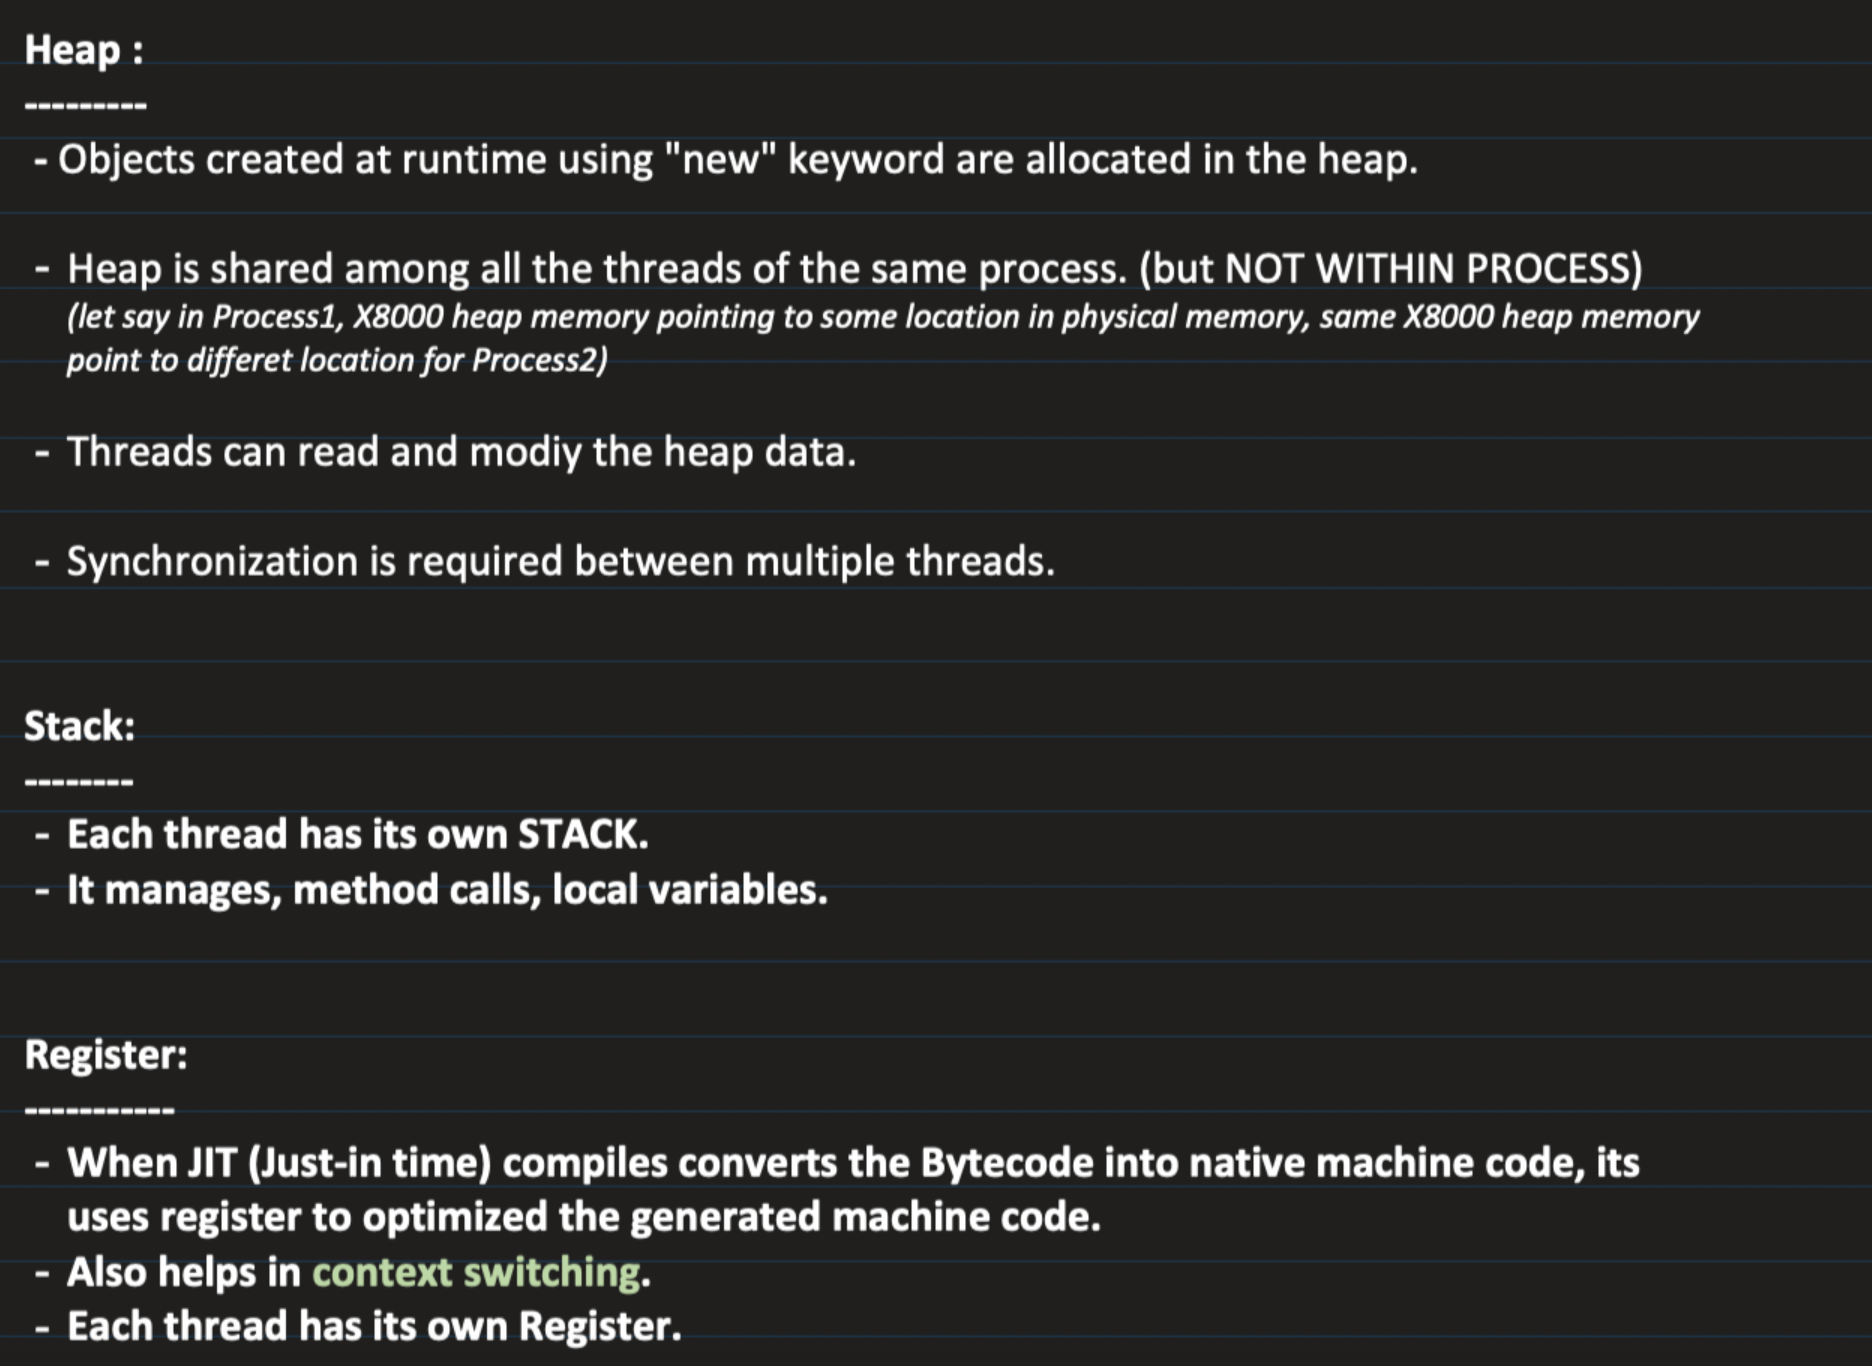 Heap :
---------
- Objects created at runtime using "new" keyword are allocated in the heap.
- Heap is shared among all the threads of the same process. (but NOT WITHIN PROCESS)
(let say in Process1, X8000 heap memory pointing to some location in physical memory, same X8000 heap memory
point to differet location for Process2)
- Threads can read and modiy the heap data.
- Synchronization is required between multiple threads.
Stack:
--------
- Each thread has its own STACK.
- It manages, method calls, local variables.
Register:
-----------
- When JIT (Just-in time) compiles converts the Bytecode into native machine code, its
uses register to optimized the generated machine code.
- Also helps in context switching.
- Each thread has its own Register.